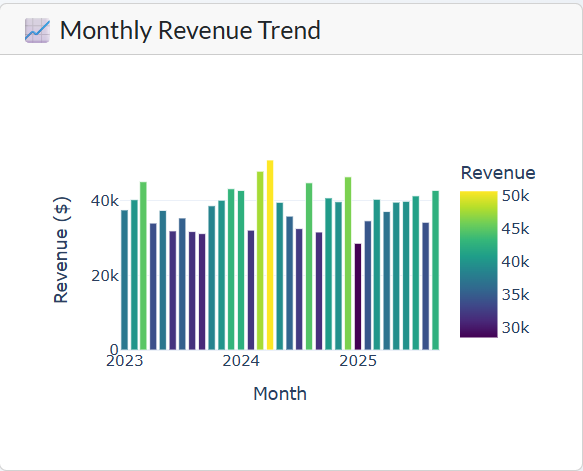 Monthly Revenue Trend
Revenue
50k
45k
40k
35k
30k
Revenue ($)
40k
20k
0
2023
2024
2025
Month